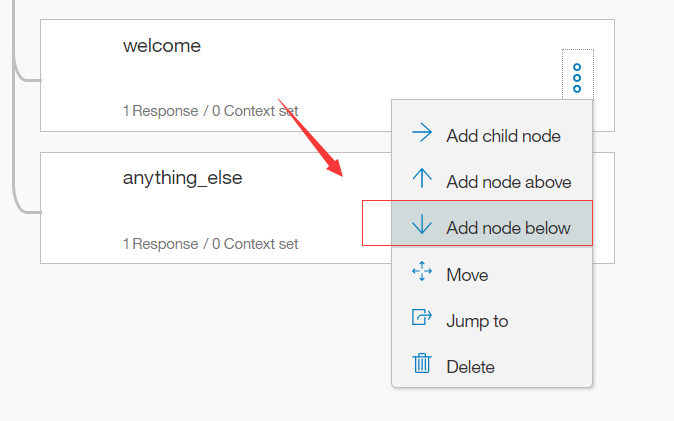 welcome
1 Response / 0 Context set
Add child node
Add node above
anything_else
Add node below
1 Response / 0 Context set
Move
Jump to
Delete